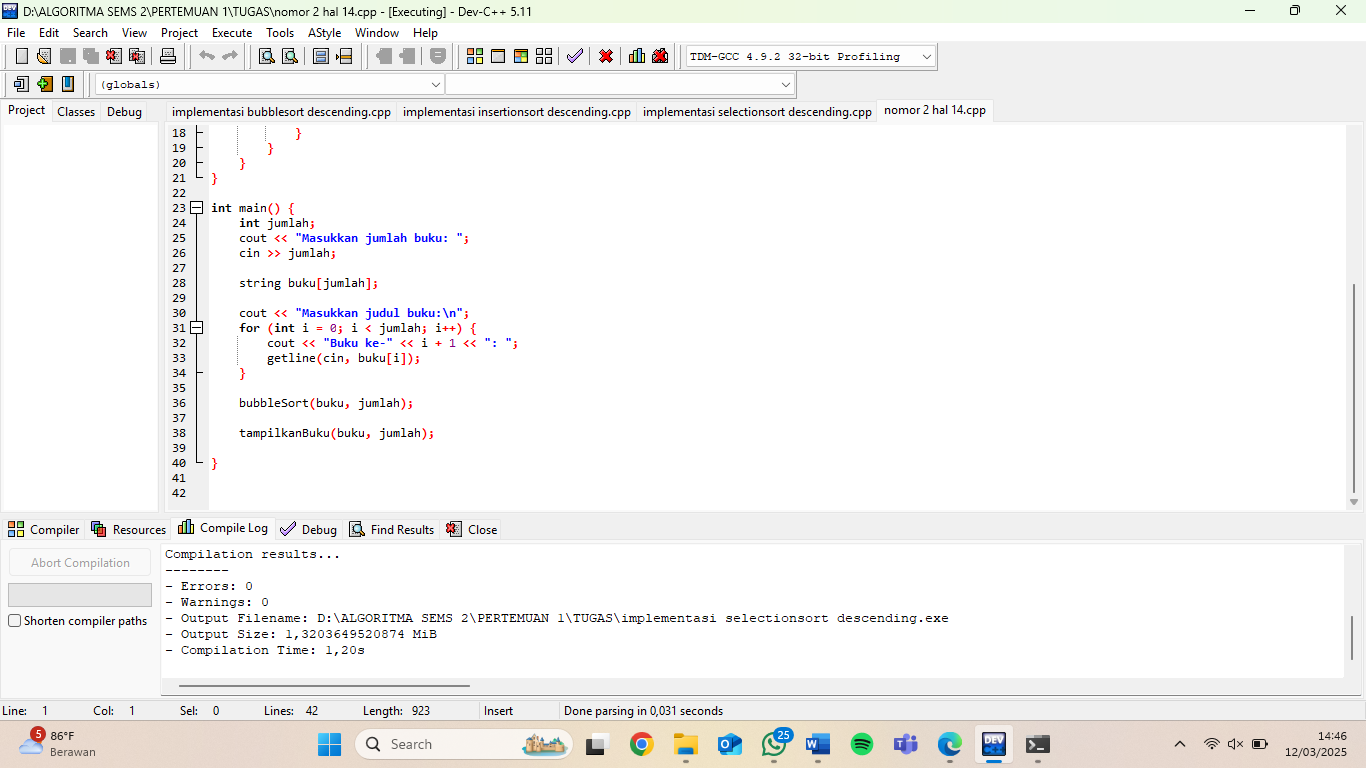 D:\ALGORITMA SEMS 2\PERTEMUAN 1\TUGAS\nomor 2 hal 14.cpp - [Executing] - Dev-C++ 5.11
File Edit Search View Project Execute Tools AStyle Window Help
TDM-GCC 4.9.2 32-bit Profiling
(globals)
Project Classes Debug
implementasi bubblesort descending.cpp implementasi insertionsort descending.cpp implementasi selectionsort descending.cpp nomor 2 hal 14.cpp
18 }
19 }
20 }
21 }
22
23 int main() {
24 int jumlah;
25 cout << "Masukkan jumlah buku: ";
26 cin >> jumlah;
27
28 string buku[jumlah];
29
30 cout << "Masukkan judul buku:\n";
31 for (int i = 0; i < jumlah; i++) {
32 cout << "Buku ke-" << i + 1 << ": ";
33 getline(cin, buku[i]);
34 }
35
36 bubbleSort(buku, jumlah);
37
38 tampilkanBuku(buku, jumlah);
39
40 }
41
42
Compiler Resources Compile Log Debug Find Results Close
Abort Compilation
Shorten compiler paths
Compilation results...
--------
- Errors: 0
- Warnings: 0
- Output Filename: D:\ALGORITMA SEMS 2\PERTEMUAN 1\TUGAS\implementasi selectionsort descending.exe
- Output Size: 1,3203649520874 MiB
- Compilation Time: 1,20s
Line: 1 Col: 1 Sel: 0 Lines: 42 Length: 923 Insert Done parsing in 0,031 seconds
5
86°F
Berawan
Search
25
DEV
14:46
12/03/2025